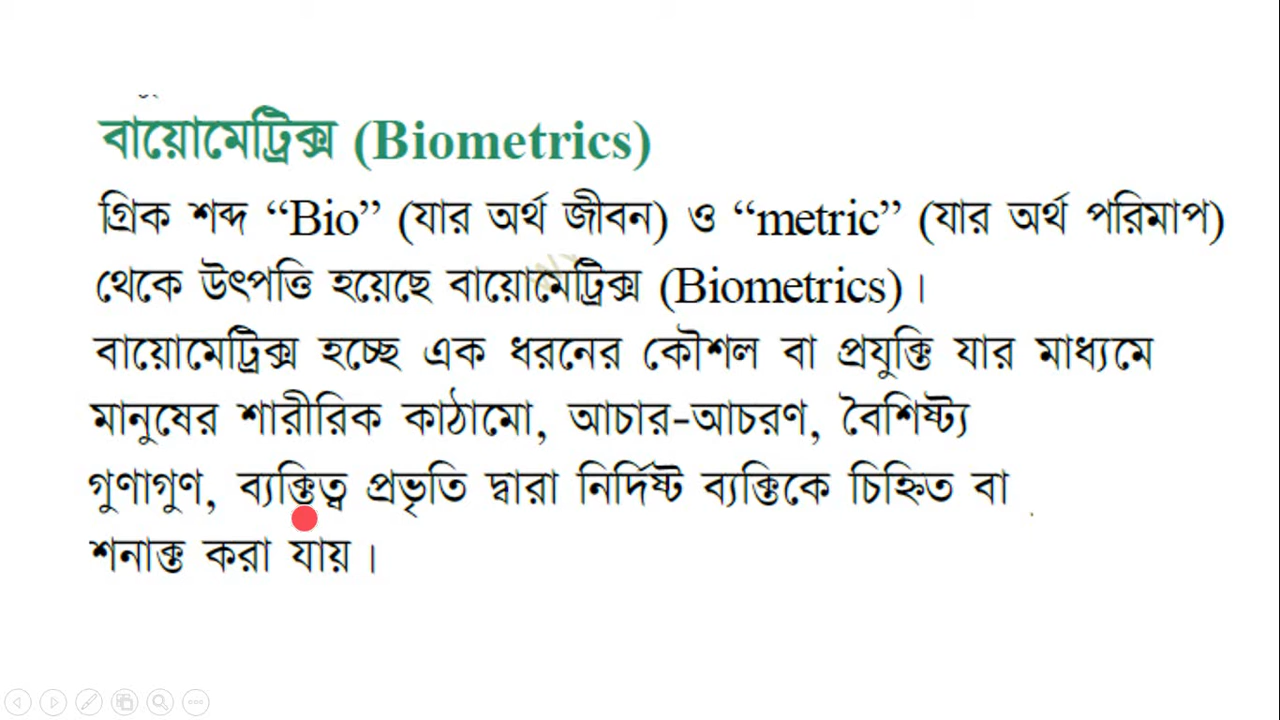 বায়োমেট্রিক্স (Biometrics)
গ্রিক শব্দ “Bio” (যার অর্থ জীবন) ও “metric” (যার অর্থ পরিমাপ)
থেকে উৎপত্তি হয়েছে বায়োমেট্রিক্স (Biometrics)।
বায়োমেট্রিক্স হচ্ছে এক ধরনের কৌশল বা প্রযুক্তি যার মাধ্যমে
মানুষের শারীরিক কাঠামো, আচার-আচরণ, বৈশিষ্ট্য
গুণাগুণ, ব্যক্তিত্ব প্রভৃতি দ্বারা নির্দিষ্ট ব্যক্তিকে চিহ্নিত বা
শনাক্ত করা যায়।